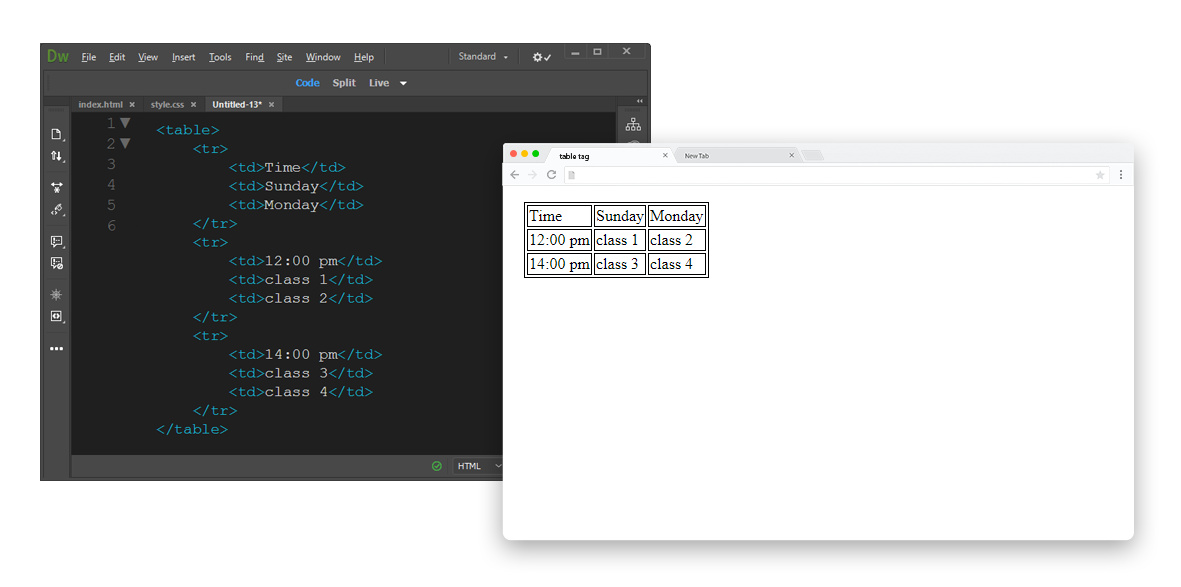 Dw File Edit View Insert Tools Find Site Window Help Standard
Code Split Live
index.html × style.css × Untitled-13* ×
1 <table>
2 <tr>
3 <td>Time</td>
4 <td>Sunday</td>
5 <td>Monday</td>
6 </tr>
<tr>
<td>12:00 pm</td>
<td>class 1</td>
<td>class 2</td>
</tr>
<tr>
<td>14:00 pm</td>
<td>class 3</td>
<td>class 4</td>
</tr>
</table>
HTML
table tag × New Tab ×
Time Sunday Monday
12:00 pm class 1 class 2
14:00 pm class 3 class 4